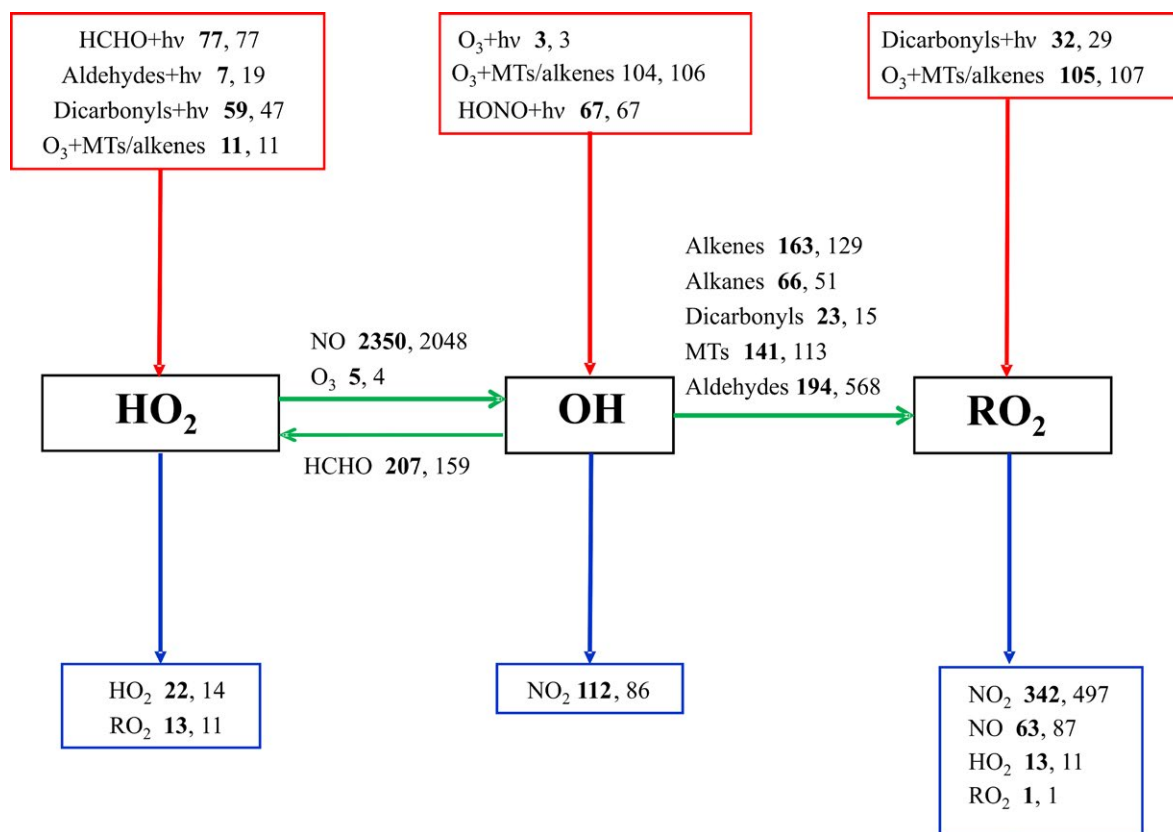 HCHO+hν 77, 77
Aldehydes+hν 7, 19
Dicarbonyls+hν 59, 47
O₃+MTs/alkenes 11, 11
O₃+hν 3, 3
O₃+MTs/alkenes 104, 106
HONO+hν 67, 67
Dicarbonyls+hν 32, 29
O₃+MTs/alkenes 105, 107
Alkenes 163, 129
Alkanes 66, 51
Dicarbonyls 23, 15
MTs 141, 113
Aldehydes 194, 568
NO 2350, 2048
O₃ 5, 4
HO₂
OH
RO₂
HCHO 207, 159
HO₂ 22, 14
RO₂ 13, 11
NO₂ 112, 86
NO₂ 342, 497
NO 63, 87
HO₂ 13, 11
RO₂ 1, 1